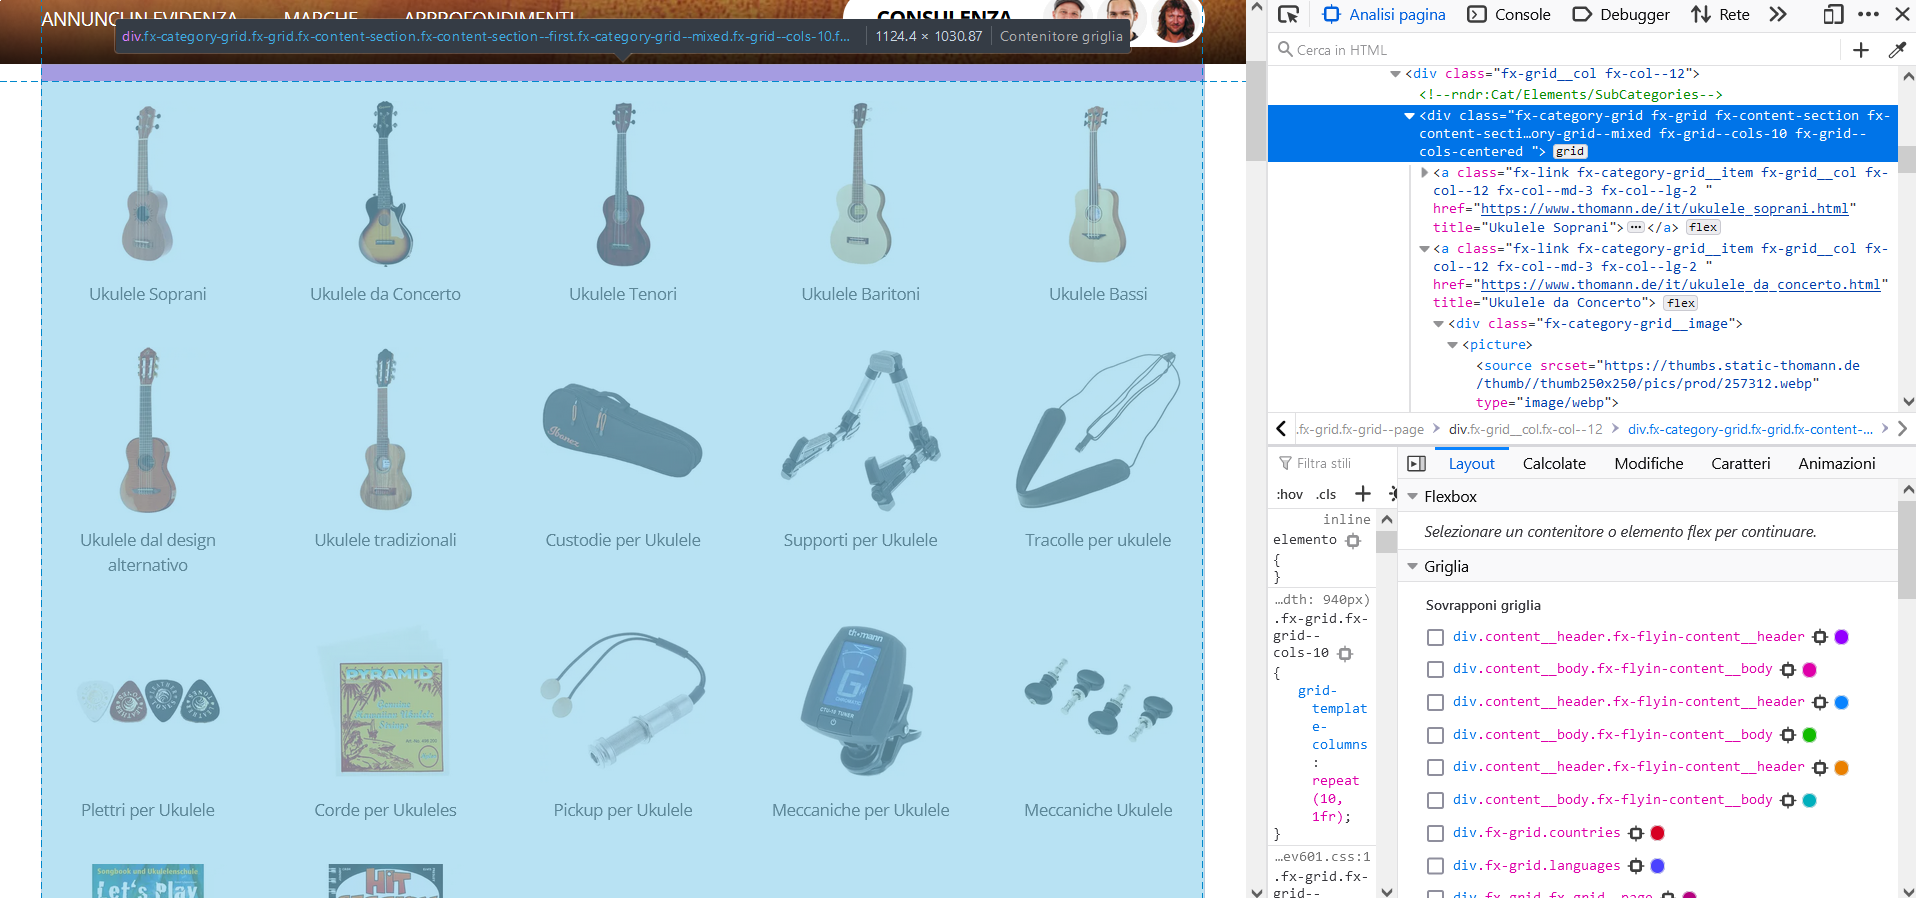 ANNUNCI IN EVIDENZA MARCHE APPROFONDIMENTI CONSULENZA
div.fx-category-grid.fx-grid.fx-content-section.fx-content-section--first.fx-category-grid--mixed.fx-grid--cols-10.f… 1124.4 × 1030.87 Contenitore griglia
Ukulele Soprani
Ukulele da Concerto
Ukulele Tenori
Ukulele Baritoni
Ukulele Bassi
Ibanez
Ukulele dal design
alternativo
Ukulele tradizionali
Custodie per Ukulele
Supporti per Ukulele
Tracolle per ukulele
PYRAMID
th•mann
G
CTU-10 TUNER
Plettri per Ukulele
Corde per Ukuleles
Pickup per Ukulele
Meccaniche per Ukulele
Meccaniche Ukulele
Songbook und Ukulelenschule
Let's Play
HIT
Analisi pagina Console Debugger Rete
Cerca in HTML
<div class="fx-grid__col fx-col--12">
<!--rndr:Cat/Elements/SubCategories-->
<div class="fx-category-grid fx-grid fx-content-section fx-
content-secti…ory-grid--mixed fx-grid--cols-10 fx-grid--
cols-centered "> grid
<a class="fx-link fx-category-grid__item fx-grid__col fx-
col--12 fx-col--md-3 fx-col--lg-2 "
href="https://www.thomann.de/it/ukulele_soprani.html"
title="Ukulele Soprani"> ••• </a> flex
<a class="fx-link fx-category-grid__item fx-grid__col fx-
col--12 fx-col--md-3 fx-col--lg-2 "
href="https://www.thomann.de/it/ukulele_da_concerto.html"
title="Ukulele da Concerto"> flex
<div class="fx-category-grid__image">
<picture>
<source srcset="https://thumbs.static-thomann.de
/thumb//thumb250x250/pics/prod/257312.webp"
type="image/webp">
.fx-grid.fx-grid--page div.fx-grid__col.fx-col--12 div.fx-category-grid.fx-grid.fx-content-…
Filtra stili
:hov .cls
inline
elemento
{
}
…dth: 940px)
.fx-grid.fx-
grid--
cols-10
{
grid-
templat
e-
columns
:
repeat
(10,
1fr);
}
…ev601.css:1
.fx-grid.fx-
grid--
Layout Calcolate Modifiche Caratteri Animazioni
Flexbox
Selezionare un contenitore o elemento flex per continuare.
Griglia
Sovrapponi griglia
div.content__header.fx-flyin-content__header
div.content__body.fx-flyin-content__body
div.content__header.fx-flyin-content__header
div.content__body.fx-flyin-content__body
div.content__header.fx-flyin-content__header
div.content__body.fx-flyin-content__body
div.fx-grid.countries
div.fx-grid.languages
div.fx-grid.fx-grid--page